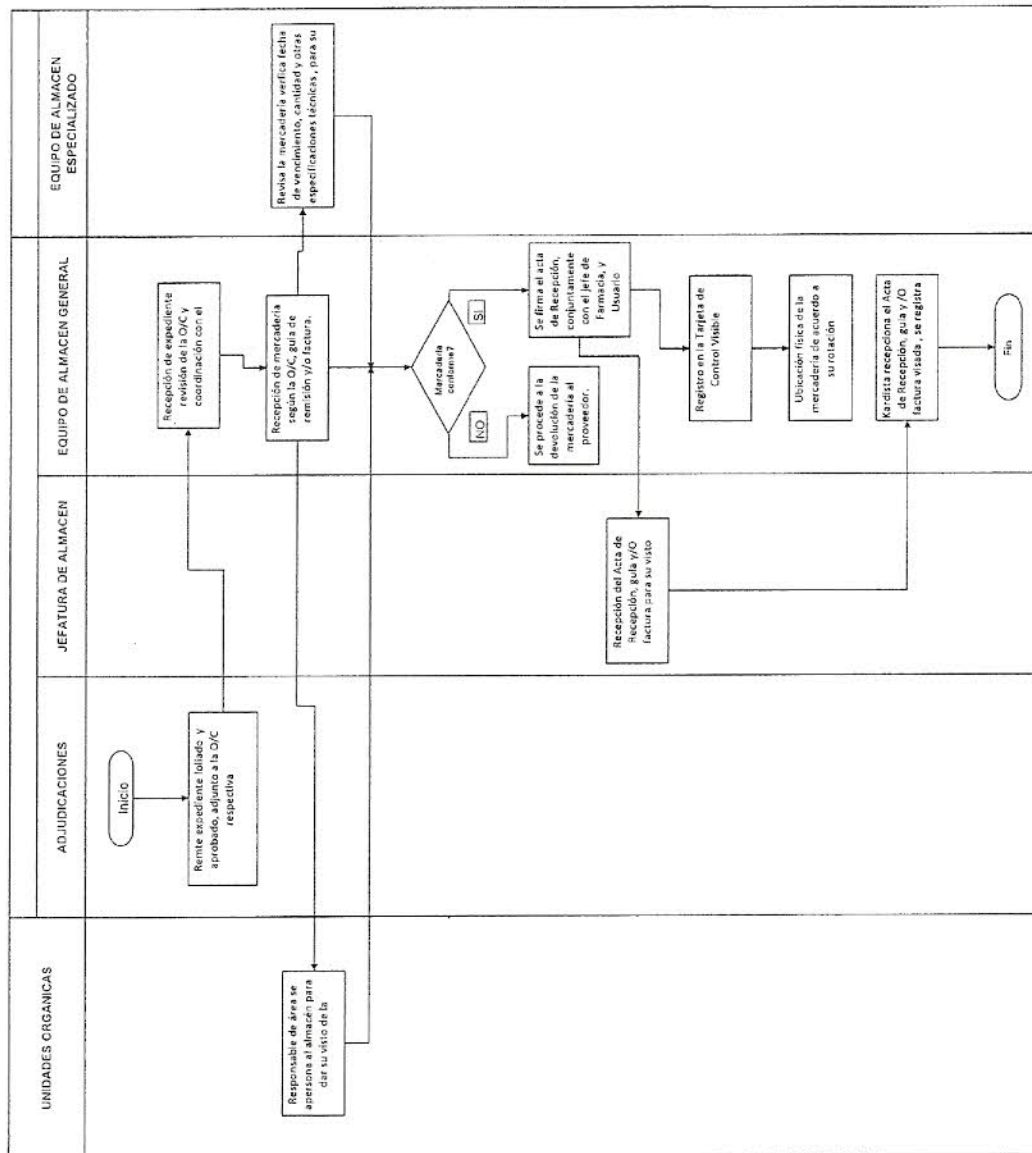 UNIDADES ORGANICAS
ADJUDICACIONES
JEFATURA DE ALMACEN
EQUIPO DE ALMACEN GENERAL
EQUIPO DE ALMACEN
ESPECIALIZADO
Inicio
Remite expediente foliado y
aprobado, adjunto a la O/C
respectiva
Recepción de expediente
revisión de la O/C y
coordinación con el
Recepción de mercadería
según la O/C, guía de
remisión y/o factura.
Revisa la mercadería verfica fecha
de vencimiento, cantidad y otras
especificaciones técnicas, para su
Responsable de área se
apersona al almacén para
dar su visto de la
Mercadería
conforme?
NO
SI
Se procede a la
devolución de la
mercadería al
proveedor.
Se firma el acta
de Recepción,
conjuntamente
con el Jefe de
Farmacia, y
Usuario
Recepción del Acta de
Recepción, guía y/O
factura para su visto
Registro en la Tarjeta de
Control Visible
Ubicación física de la
mercadería de acuerdo a
su rotación
Kardista recepciona el Acta
de Recepción, guía y /O
factura visada, se registra
Fin